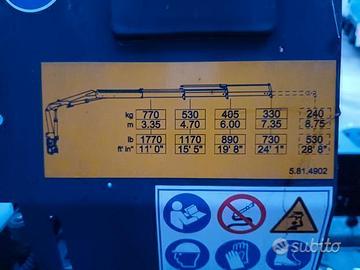 kg 770 530 405 330 240
m 3.35 4.70 6.00 7.35 8.75
lb 1770 1170 890 730 530
ft' in" 11' 0" 15' 5" 19' 8" 24' 1" 28' 8"
5.81.4902
subito